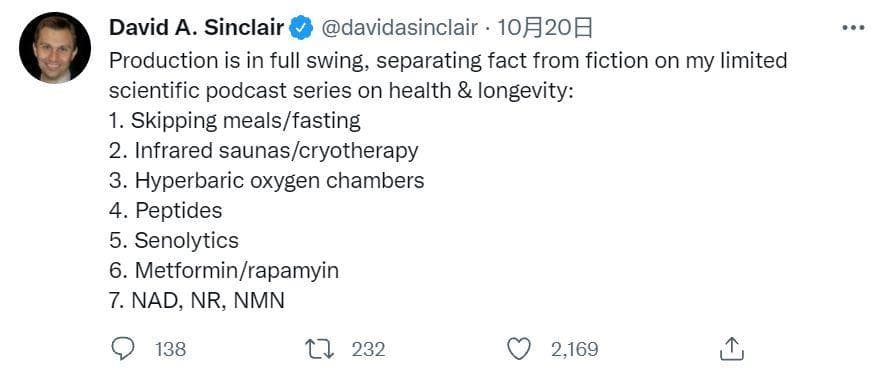 David A. Sinclair @davidasinclair · 10月20日
Production is in full swing, separating fact from fiction on my limited
scientific podcast series on health & longevity:
1. Skipping meals/fasting
2. Infrared saunas/cryotherapy
3. Hyperbaric oxygen chambers
4. Peptides
5. Senolytics
6. Metformin/rapamyin
7. NAD, NR, NMN
138 232 2,169